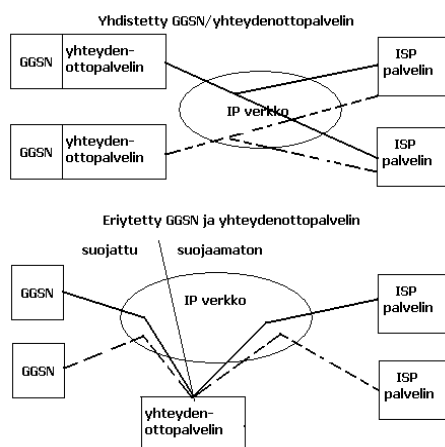 Yhdistetty GGSN/yhteydenottopalvelin
GGSN
yhteyden-
ottopalvelin
ISP
palvelin
IP verkko
GGSN
yhteyden-
ottopalvelin
ISP
palvelin
Eriytetty GGSN ja yhteydenottopalvelin
suojattu
suojaamaton
GGSN
IP verkko
ISP
palvelin
GGSN
ISP
palvelin
yhteyden-
ottopalvelin